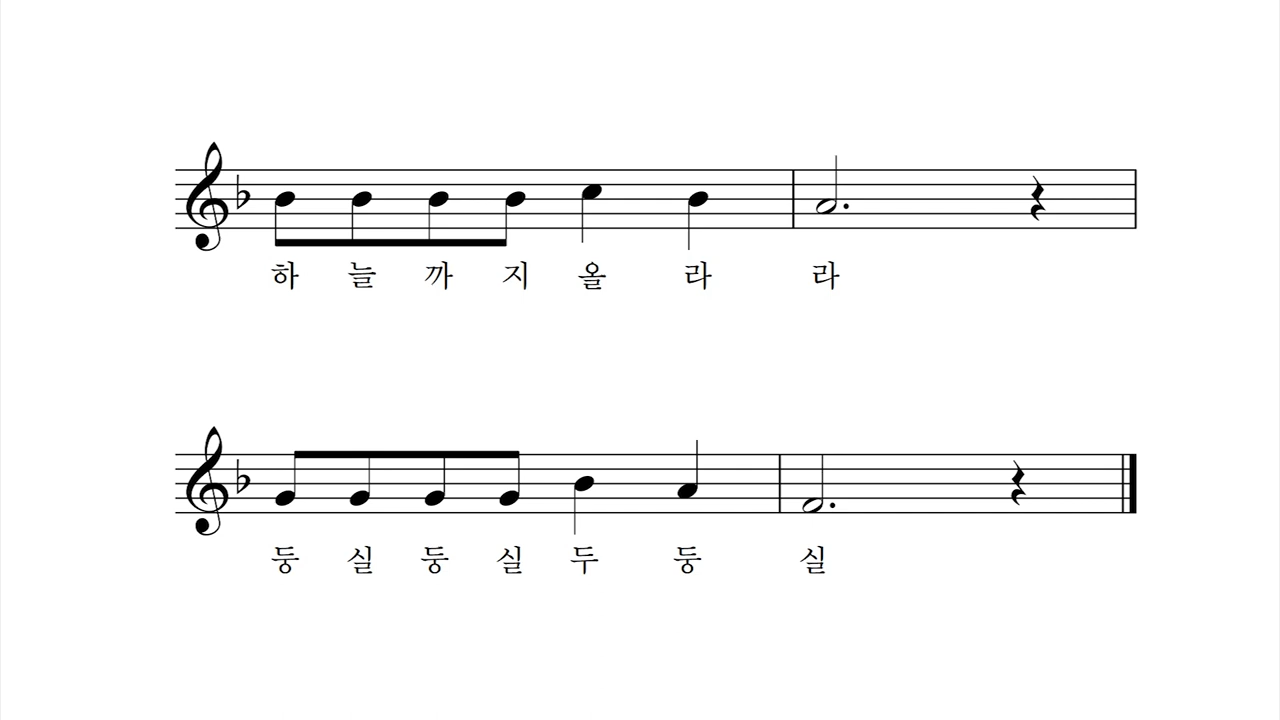 하 늘 까 지 올 라 라
둥 실 둥 실 두 둥 실